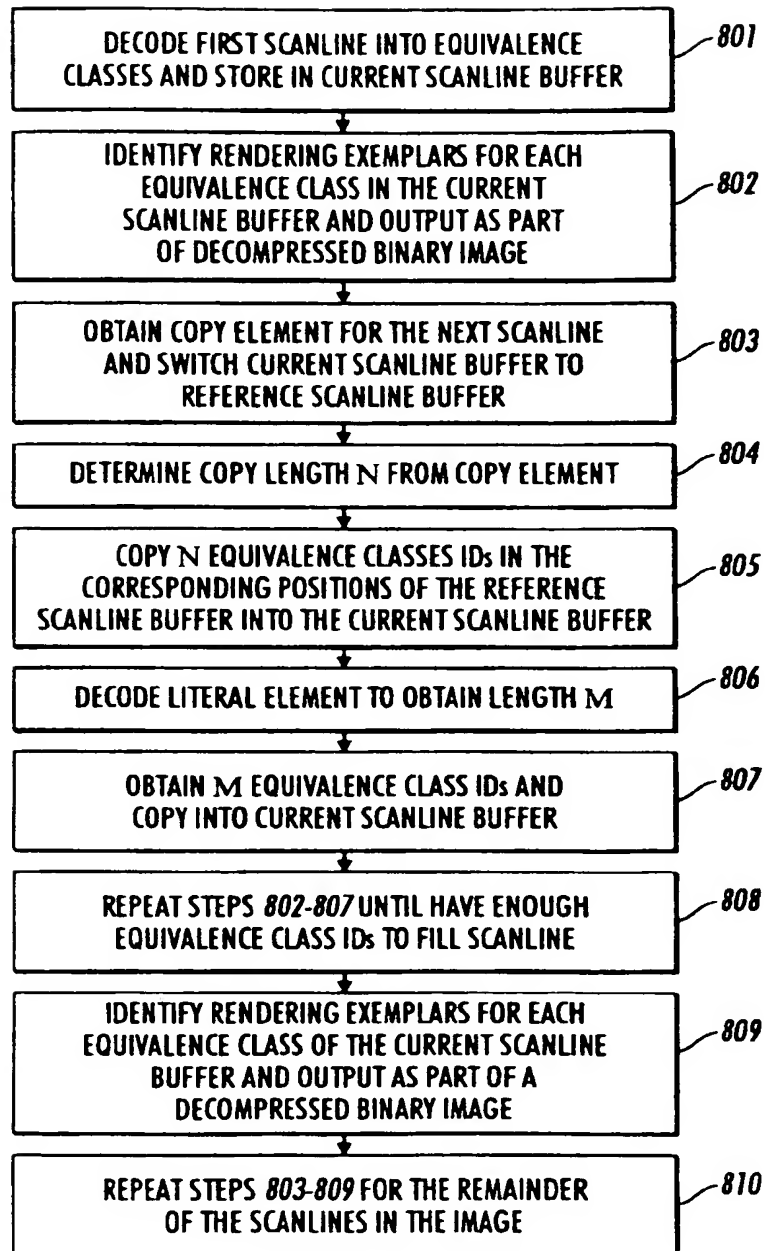 DECODE FIRST SCANLINE INTO EQUIVALENCE
CLASSES AND STORE IN CURRENT SCANLINE BUFFER
801
IDENTIFY RENDERING EXEMPLARS FOR EACH
EQUIVALENCE CLASS IN THE CURRENT
SCANLINE BUFFER AND OUTPUT AS PART
OF DECOMPRESSED BINARY IMAGE
802
OBTAIN COPY ELEMENT FOR THE NEXT SCANLINE
AND SWITCH CURRENT SCANLINE BUFFER TO
REFERENCE SCANLINE BUFFER
803
DETERMINE COPY LENGTH N FROM COPY ELEMENT
804
COPY N EQUIVALENCE CLASSES IDs IN THE
CORRESPONDING POSITIONS OF THE REFERENCE
SCANLINE BUFFER INTO THE CURRENT SCANLINE BUFFER
805
DECODE LITERAL ELEMENT TO OBTAIN LENGTH M
806
OBTAIN M EQUIVALENCE CLASS IDs AND
COPY INTO CURRENT SCANLINE BUFFER
807
REPEAT STEPS 802-807 UNTIL HAVE ENOUGH
EQUIVALENCE CLASS IDs TO FILL SCANLINE
808
IDENTIFY RENDERING EXEMPLARS FOR EACH
EQUIVALENCE CLASS OF THE CURRENT SCANLINE
BUFFER AND OUTPUT AS PART OF A
DECOMPRESSED BINARY IMAGE
809
REPEAT STEPS 803-809 FOR THE REMAINDER
OF THE SCANLINES IN THE IMAGE
810